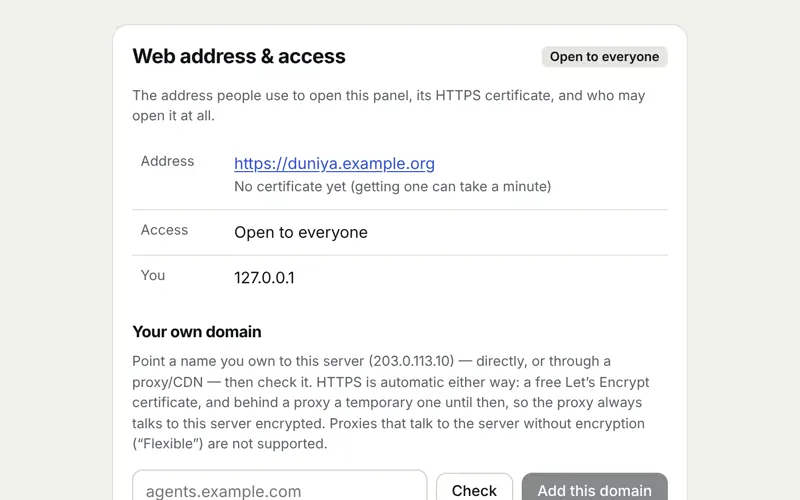 Web address & access
Open to everyone
The address people use to open this panel, its HTTPS certificate, and who may
open it at all.
Address
https://duniya.example.org
No certificate yet (getting one can take a minute)
Access
Open to everyone
You
127.0.0.1
Your own domain
Point a name you own to this server (203.0.113.10) — directly, or through a
proxy/CDN — then check it. HTTPS is automatic either way: a free Let’s Encrypt
certificate, and behind a proxy a temporary one until then, so the proxy always
talks to this server encrypted. Proxies that talk to the server without encryption
(“Flexible”) are not supported.
agents.example.com
Check
Add this domain